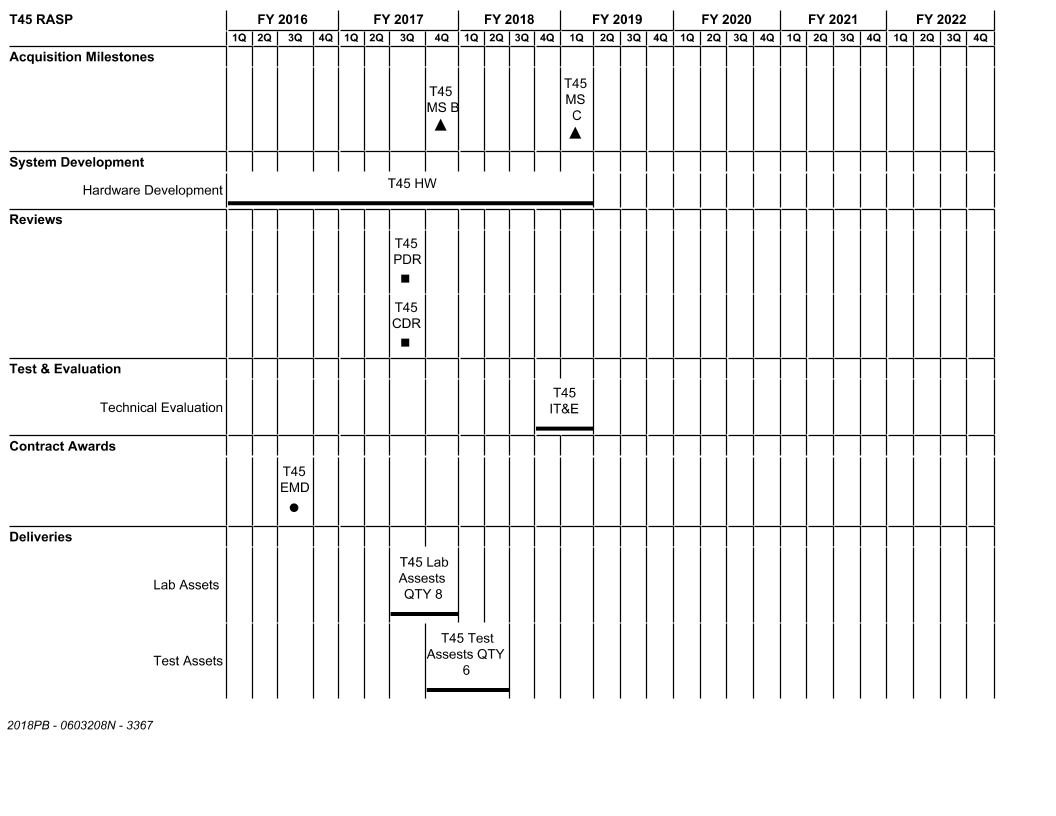 T45 RASP FY 2016 FY 2017 FY 2018 FY 2019 FY 2020 FY 2021 FY 2022
1Q 2Q 3Q 4Q 1Q 2Q 3Q 4Q 1Q 2Q 3Q 4Q 1Q 2Q 3Q 4Q 1Q 2Q 3Q 4Q 1Q 2Q 3Q 4Q 1Q 2Q 3Q 4Q
Acquisition Milestones
T45
MS B
T45
MS
C
System Development
Hardware Development
T45 HW
Reviews
T45
PDR
T45
CDR
Test & Evaluation
Technical Evaluation
T45
IT&E
Contract Awards
T45
EMD
Deliveries
Lab Assets
T45 Lab
Assests
QTY 8
Test Assets
T45 Test
Assests QTY
6
2018PB - 0603208N - 3367